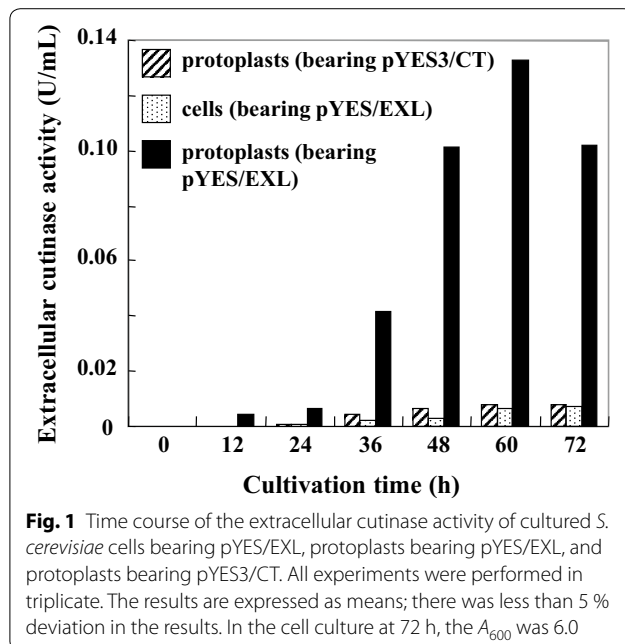 0.14
0.10
0.06
0.02
0
Extracellular cutinase activity (U/mL)
protoplasts (bearing pYES3/CT)
cells (bearing pYES/EXL)
protoplasts (bearing
pYES/EXL)
0 12 24 36 48 60 72
Cultivation time (h)
Fig. 1 Time course of the extracellular cutinase activity of cultured S.
cerevisiae cells bearing pYES/EXL, protoplasts bearing pYES/EXL, and
protoplasts bearing pYES3/CT. All experiments were performed in
triplicate. The results are expressed as means; there was less than 5 %
deviation in the results. In the cell culture at 72 h, the A600 was 6.0